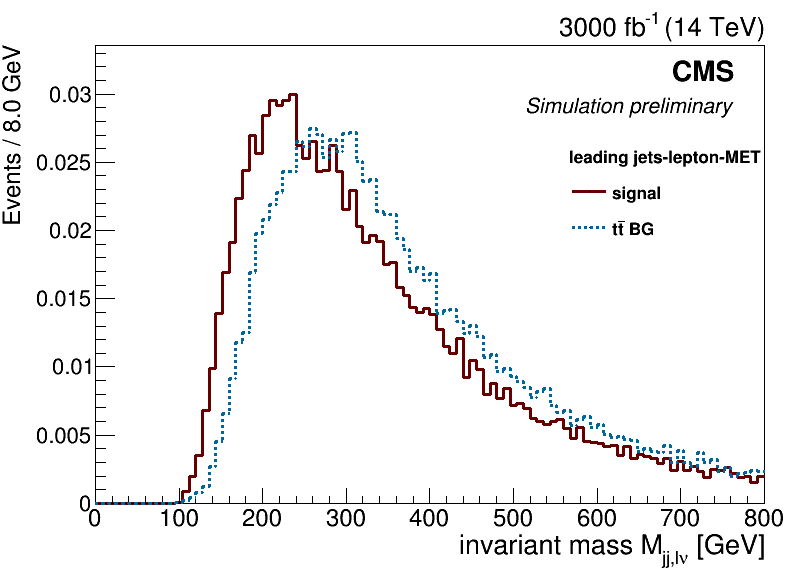 3000 fb-1 (14 TeV)
Events / 8.0 GeV
CMS
Simulation preliminary
leading jets-lepton-MET
signal
tt̄ BG
0.03
0.025
0.02
0.015
0.01
0.005
0
0 100 200 300 400 500 600 700 800
invariant mass Mjj,lν [GeV]